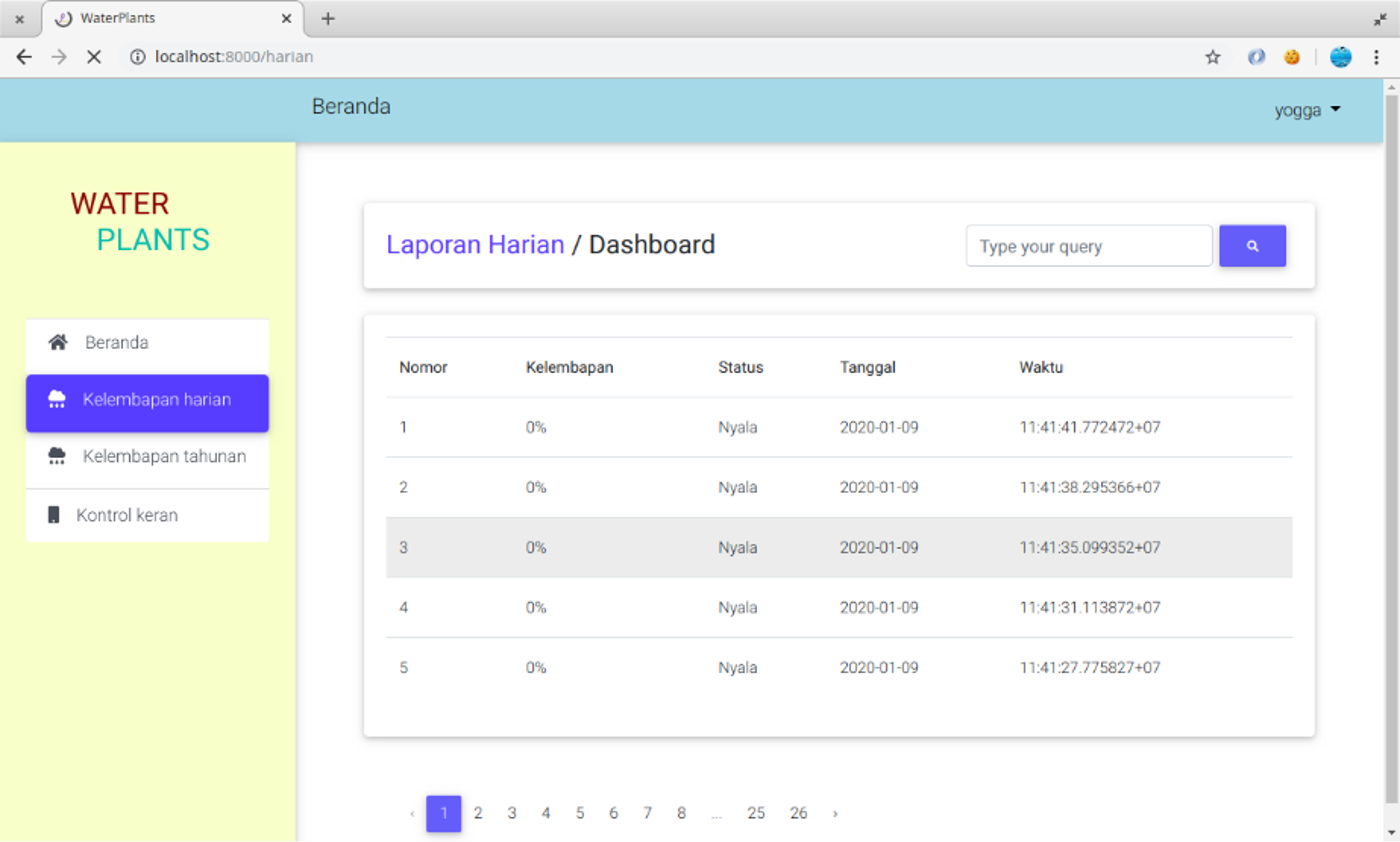 WaterPlants
localhost:8000/harian
Beranda
yogga
WATER
PLANTS
Beranda
Kelembapan harian
Kelembapan tahunan
Kontrol keran
Laporan Harian / Dashboard
Type your query
Nomor Kelembapan Status Tanggal Waktu
1 0% Nyala 2020-01-09 11:41:41.772472+07
2 0% Nyala 2020-01-09 11:41:38.295366+07
3 0% Nyala 2020-01-09 11:41:35.099352+07
4 0% Nyala 2020-01-09 11:41:31.113872+07
5 0% Nyala 2020-01-09 11:41:27.775827+07
‹ 1 2 3 4 5 6 7 8 ... 25 26 ›